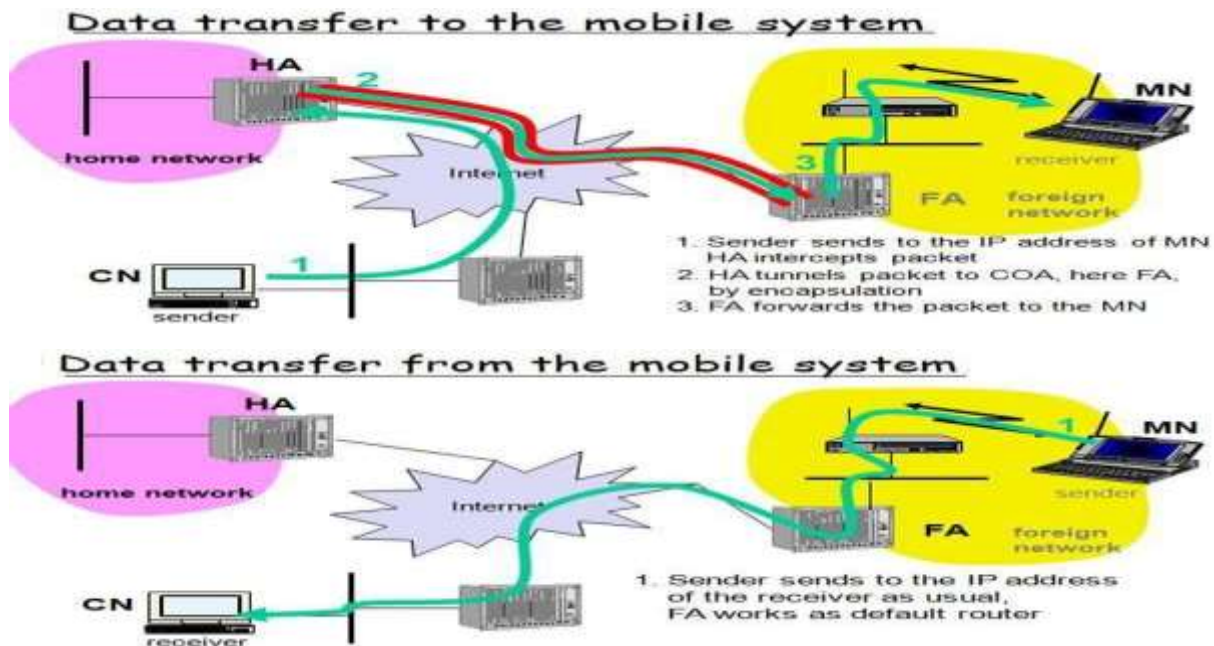 Data transfer to the mobile system
HA
2
MN
home network
Internet
3
receiver
FA
foreign
network
CN
1
sender
1. Sender sends to the IP address of MN
HA intercepts packet
2. HA tunnels packet to COA, here FA,
by encapsulation
3. FA forwards the packet to the MN
Data transfer from the mobile system
HA
1
MN
home network
Internet
sender
FA
foreign
network
CN
receiver
1. Sender sends to the IP address
of the receiver as usual,
FA works as default router